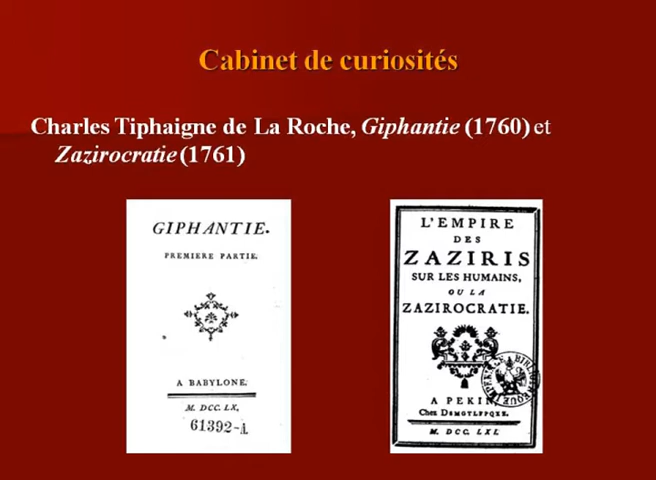 Cabinet de curiosités
Charles Tiphaigne de La Roche, Giphantie (1760) et
Zazirocratie (1761)
GIPHANTIE.
PREMIERE PARTIE.
A BABYLONE.
M. DCC. LX.
61392-A
L'EMPIRE
DES
ZAZIRIS
SUR LES HUMAINS,
OU LA
ZAZIROCRATIE.
A PEKIN,
Chez DSMGTLFPQXZ.
M. DCC. LXI.